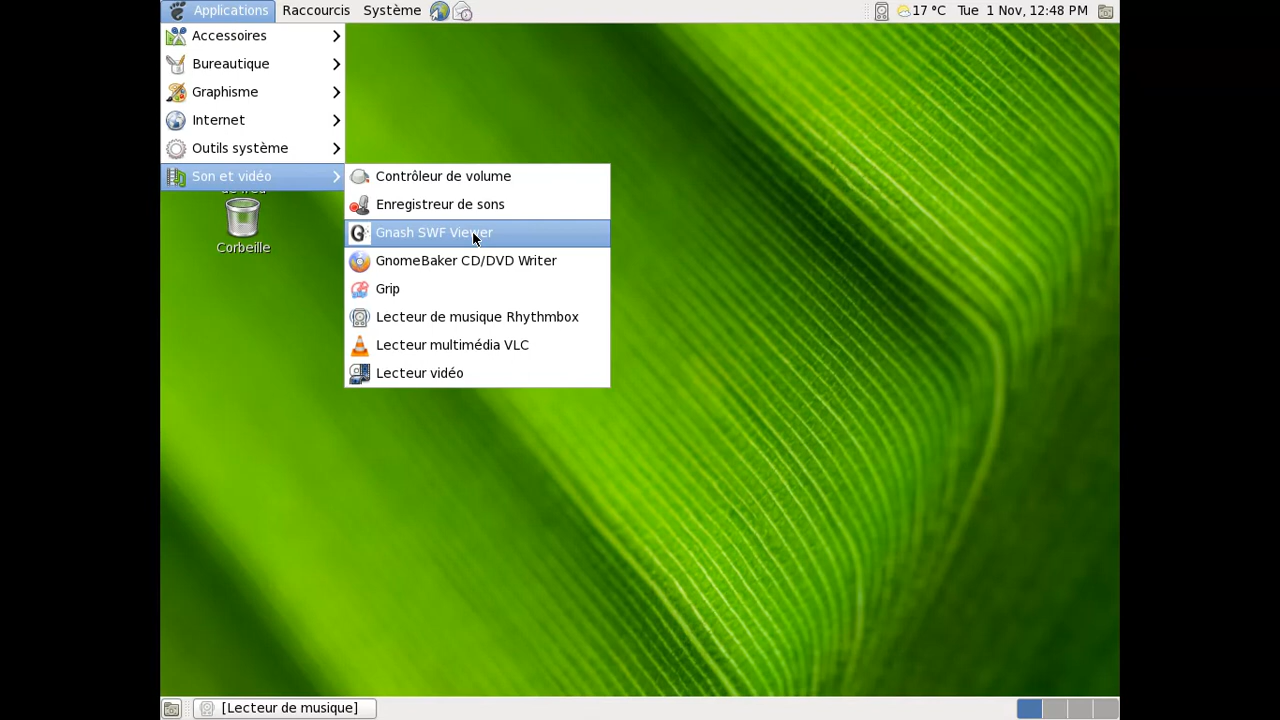 Applications Raccourcis Système 17 °C Tue 1 Nov, 12:48 PM
Accessoires
Bureautique
Graphisme
Internet
Outils système
Son et vidéo
Contrôleur de volume
Enregistreur de sons
Gnash SWF Viewer
GnomeBaker CD/DVD Writer
Grip
Lecteur de musique Rhythmbox
Lecteur multimédia VLC
Lecteur vidéo
Corbeille
[Lecteur de musique]